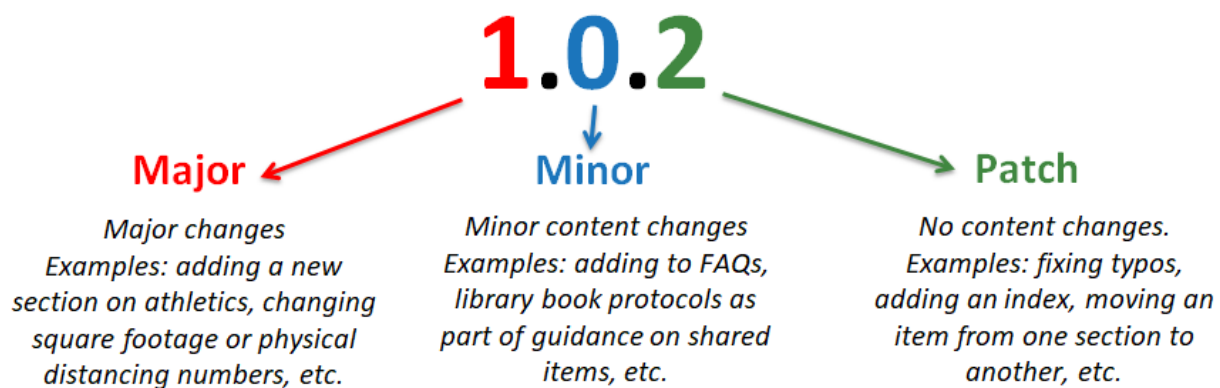 1.0.2
Major
Major changes
Examples: adding a new
section on athletics, changing
square footage or physical
distancing numbers, etc.
Minor
Minor content changes
Examples: adding to FAQs,
library book protocols as
part of guidance on shared
items, etc.
Patch
No content changes.
Examples: fixing typos,
adding an index, moving an
item from one section to
another, etc.